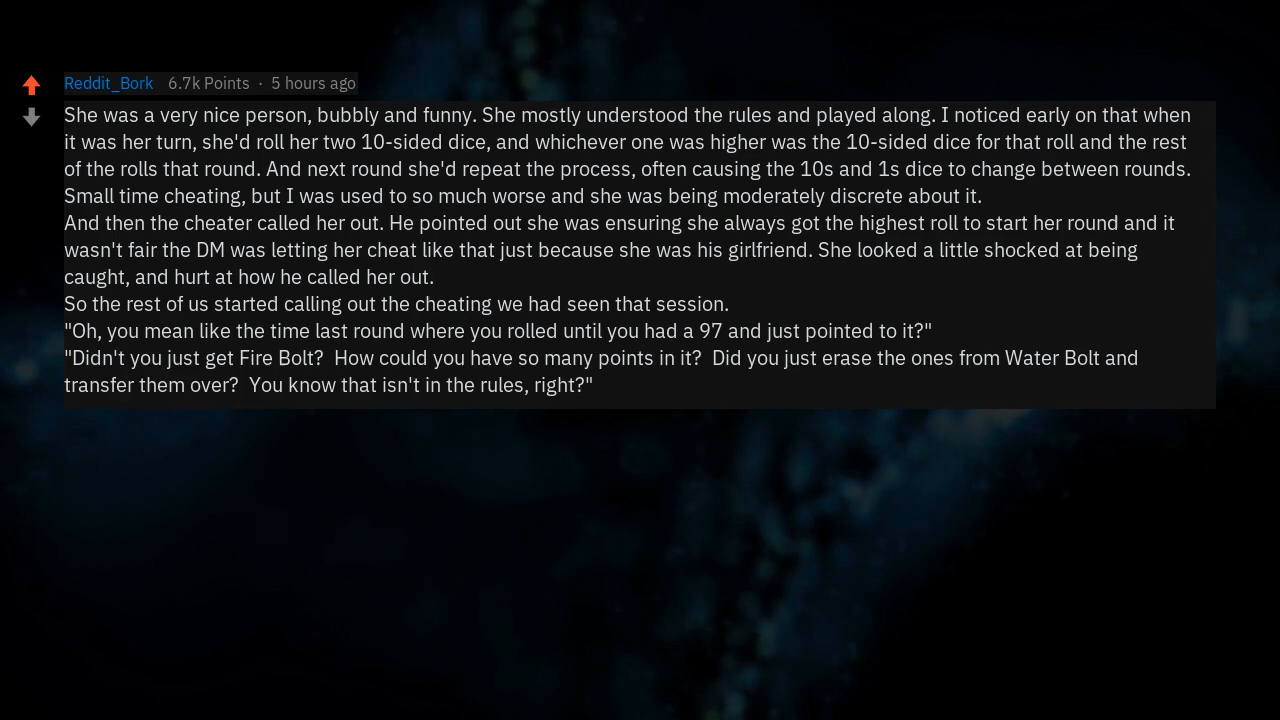 Reddit_Bork 6.7k Points · 5 hours ago
She was a very nice person, bubbly and funny. She mostly understood the rules and played along. I noticed early on that when
it was her turn, she'd roll her two 10-sided dice, and whichever one was higher was the 10-sided dice for that roll and the rest
of the rolls that round. And next round she'd repeat the process, often causing the 10s and 1s dice to change between rounds.
Small time cheating, but I was used to so much worse and she was being moderately discrete about it.
And then the cheater called her out. He pointed out she was ensuring she always got the highest roll to start her round and it
wasn't fair the DM was letting her cheat like that just because she was his girlfriend. She looked a little shocked at being
caught, and hurt at how he called her out.
So the rest of us started calling out the cheating we had seen that session.
"Oh, you mean like the time last round where you rolled until you had a 97 and just pointed to it?"
"Didn't you just get Fire Bolt?  How could you have so many points in it?  Did you just erase the ones from Water Bolt and
transfer them over?  You know that isn't in the rules, right?"